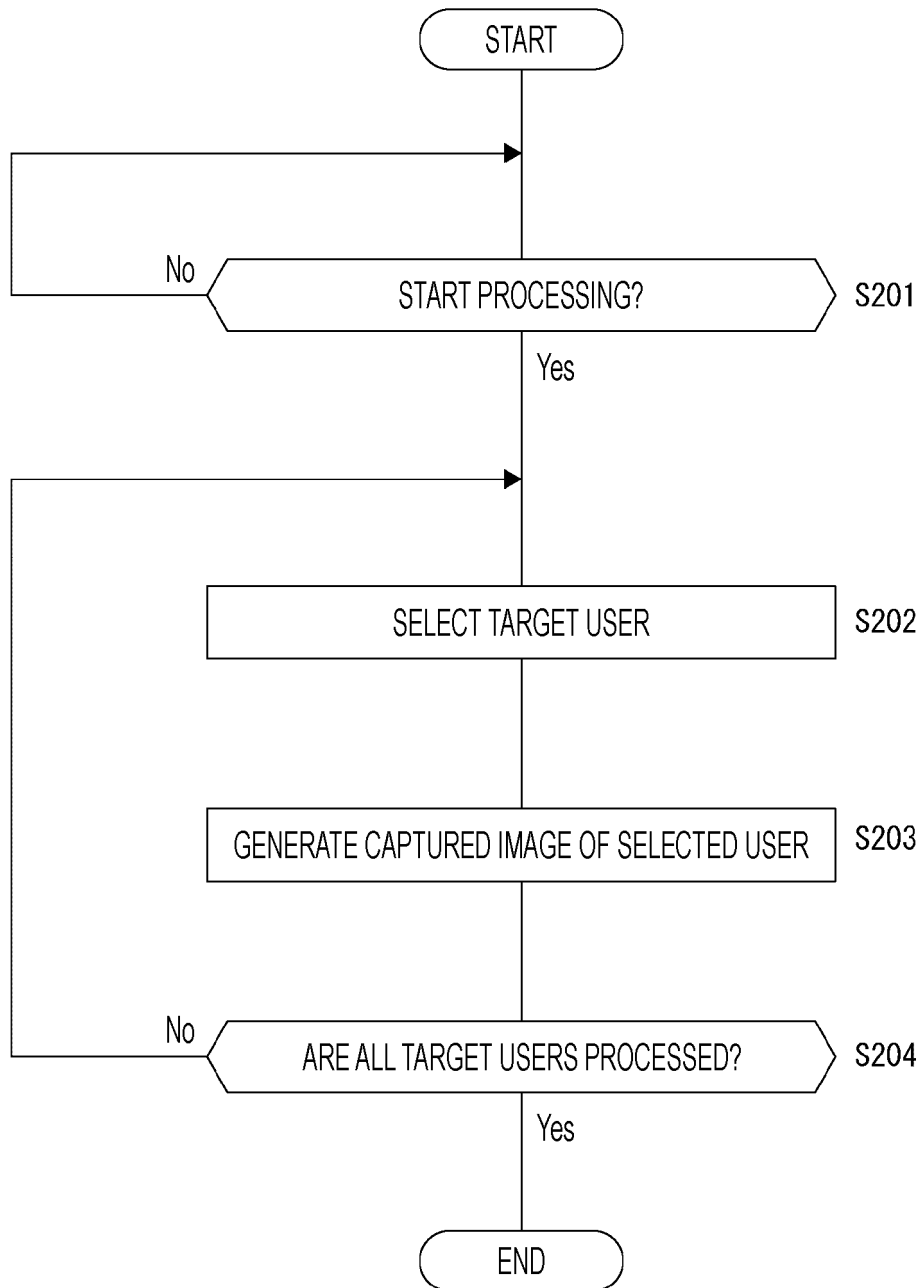 START
No
START PROCESSING?
S201
Yes
SELECT TARGET USER
S202
GENERATE CAPTURED IMAGE OF SELECTED USER
S203
No
ARE ALL TARGET USERS PROCESSED?
S204
Yes
END